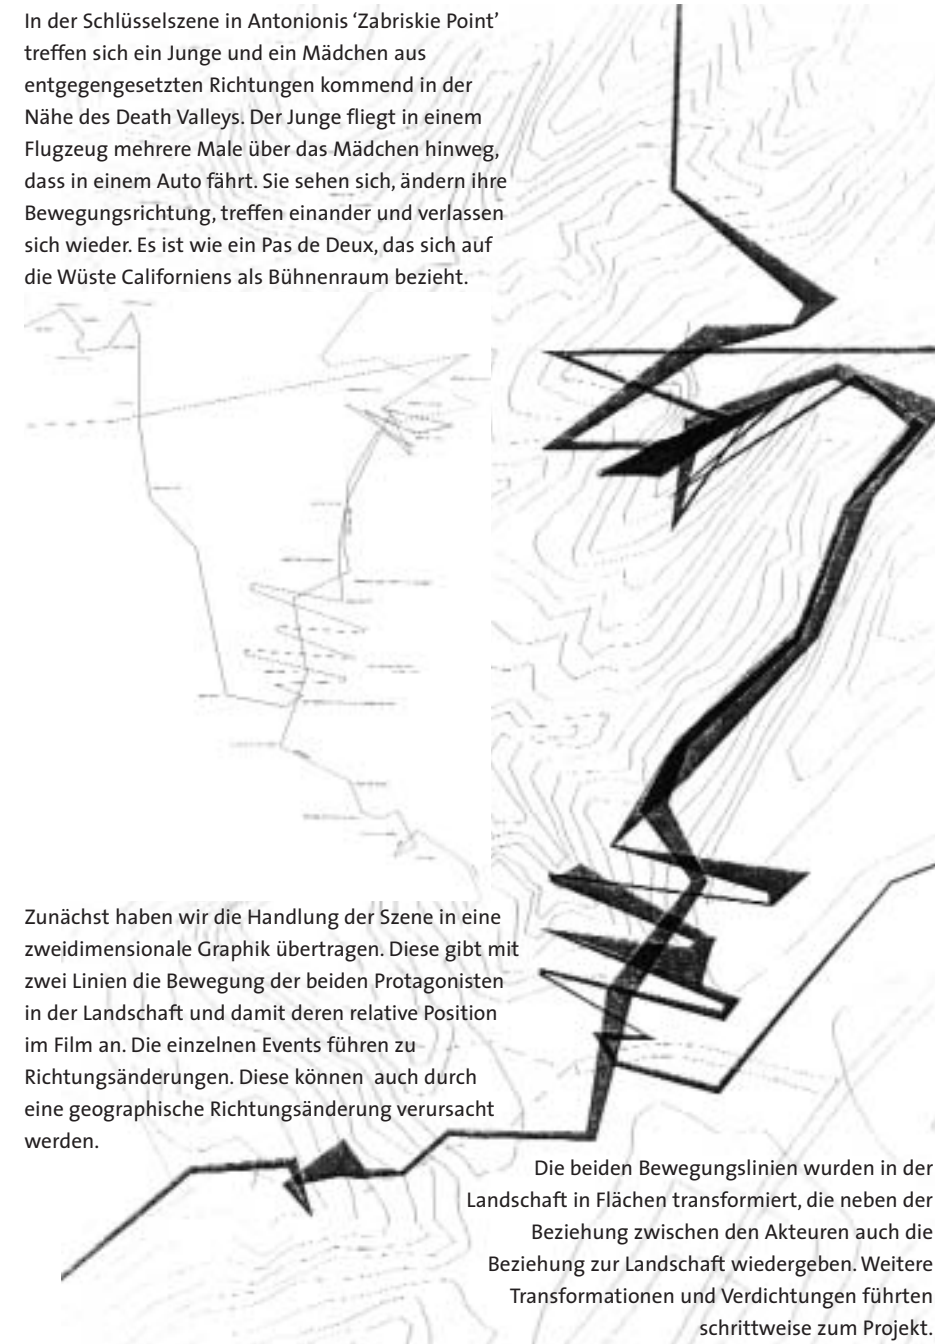 In der Schlüsselszene in Antonionis ‘Zabriskie Point’
treffen sich ein Junge und ein Mädchen aus
entgegengesetzten Richtungen kommend in der
Nähe des Death Valleys. Der Junge fliegt in einem
Flugzeug mehrere Male über das Mädchen hinweg,
dass in einem Auto fährt. Sie sehen sich, ändern ihre
Bewegungsrichtung, treffen einander und verlassen
sich wieder. Es ist wie ein Pas de Deux, das sich auf
die Wüste Californiens als Bühnenraum bezieht.
Zunächst haben wir die Handlung der Szene in eine
zweidimensionale Graphik übertragen. Diese gibt mit
zwei Linien die Bewegung der beiden Protagonisten
in der Landschaft und damit deren relative Position
im Film an. Die einzelnen Events führen zu
Richtungsänderungen. Diese können  auch durch
eine geographische Richtungsänderung verursacht
werden.
Die beiden Bewegungslinien wurden in der
Landschaft in Flächen transformiert, die neben der
Beziehung zwischen den Akteuren auch die
Beziehung zur Landschaft wiedergeben. Weitere
Transformationen und Verdichtungen führten
schrittweise zum Projekt.